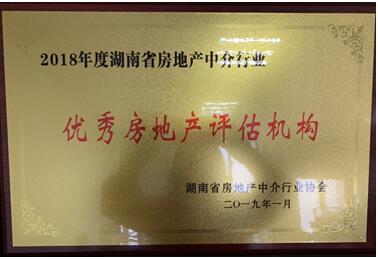 2018年度湖南省房地产中介行业
优秀房地产评估机构
湖南省房地产中介行业协会
二〇一九年一月